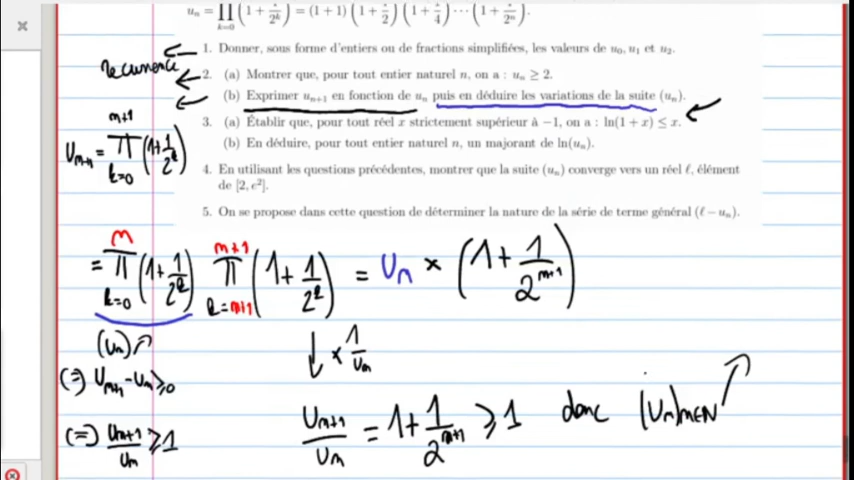 u_n = ∏_{k=0} (1 + 1/2^k) = (1 + 1)(1 + 1/2)(1 + 1/4) ⋯ (1 + 1/2^n).
1. Donner, sous forme d'entiers ou de fractions simplifiées, les valeurs de u_0, u_1 et u_2.
recurrence
2. (a) Montrer que, pour tout entier naturel n, on a : u_n ≥ 2.
(b) Exprimer u_{n+1} en fonction de u_n puis en déduire les variations de la suite (u_n).
3. (a) Établir que, pour tout réel x strictement supérieur à −1, on a : ln(1 + x) ≤ x.
(b) En déduire, pour tout entier naturel n, un majorant de ln(u_n).
4. En utilisant les questions précédentes, montrer que la suite (u_n) converge vers un réel ℓ, élément
de [2, e²].
5. On se propose dans cette question de déterminer la nature de la série de terme général (ℓ − u_n).
U_{n+1} = ∏_{k=0}^{n+1} (1 + 1/2^k)
= ∏_{k=0}^{n} (1 + 1/2^k) ∏_{k=n+1}^{n+1} (1 + 1/2^k) = U_n × (1 + 1/2^{n+1})
(U_n) ↗
(=) U_{n+1} - U_n ≥ 0
(=) U_{n+1}/U_n ≥ 1
↓ × 1/U_n
U_{n+1}/U_n = 1 + 1/2^{n+1} ≥ 1 donc (U_n)_{n∈N} ↗